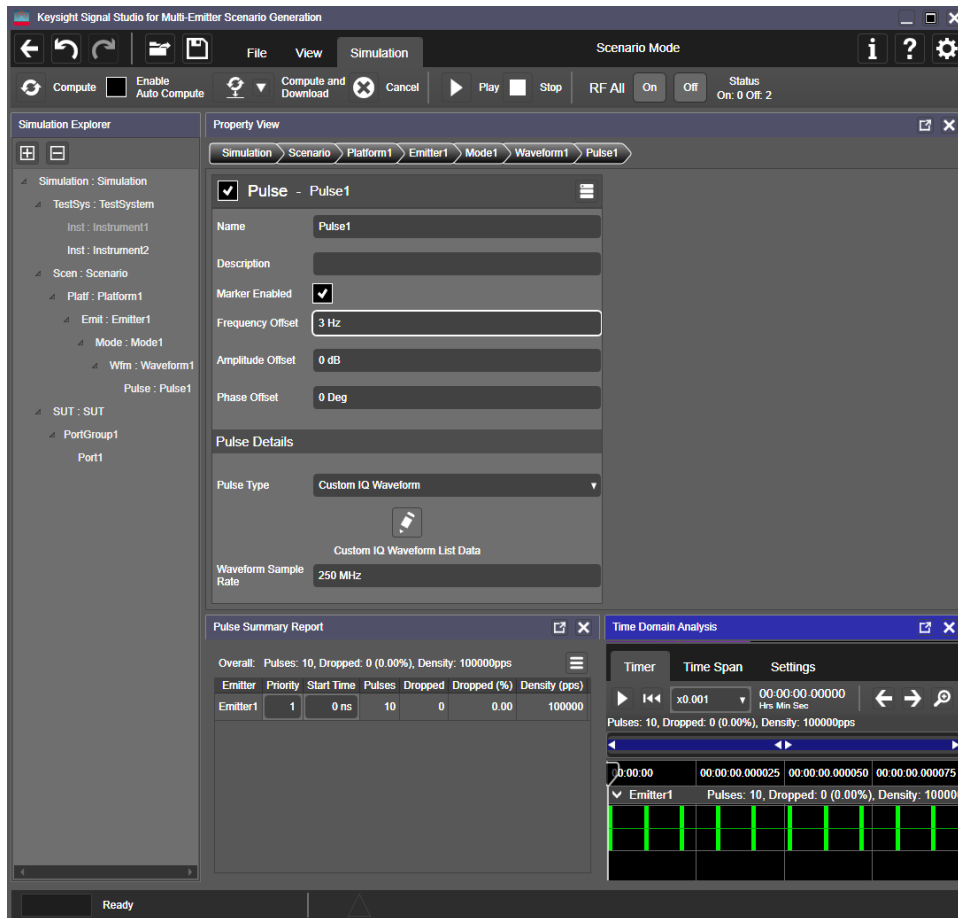 Keysight Signal Studio for Multi-Emitter Scenario Generation
File View Simulation Scenario Mode
Compute Enable Auto Compute Compute and Download Cancel Play Stop RF All On Off Status On: 0 Off: 2
Simulation Explorer
Simulation : Simulation
TestSys : TestSystem
Inst : Instrument1
Inst : Instrument2
Scen : Scenario
Platf : Platform1
Emit : Emitter1
Mode : Mode1
Wfm : Waveform1
Pulse : Pulse1
SUT : SUT
PortGroup1
Port1
Property View
Simulation Scenario Platform1 Emitter1 Mode1 Waveform1 Pulse1
Pulse - Pulse1
Name Pulse1
Description
Marker Enabled
Frequency Offset 3 Hz
Amplitude Offset 0 dB
Phase Offset 0 Deg
Pulse Details
Pulse Type Custom IQ Waveform
Custom IQ Waveform List Data
Waveform Sample Rate 250 MHz
Pulse Summary Report
Overall: Pulses: 10, Dropped: 0 (0.00%), Density: 100000pps
Emitter Priority Start Time Pulses Dropped Dropped (%) Density (pps)
Emitter1 1 0 ns 10 0 0.00 100000
Time Domain Analysis
Timer Time Span Settings
x0.001 00:00:00-00000
Hrs Min Sec
Pulses: 10, Dropped: 0 (0.00%), Density: 100000pps
0:00:00 00:00:00.000025 00:00:00.000050 00:00:00.000075
Emitter1 Pulses: 10, Dropped: 0 (0.00%), Density: 10000
Ready